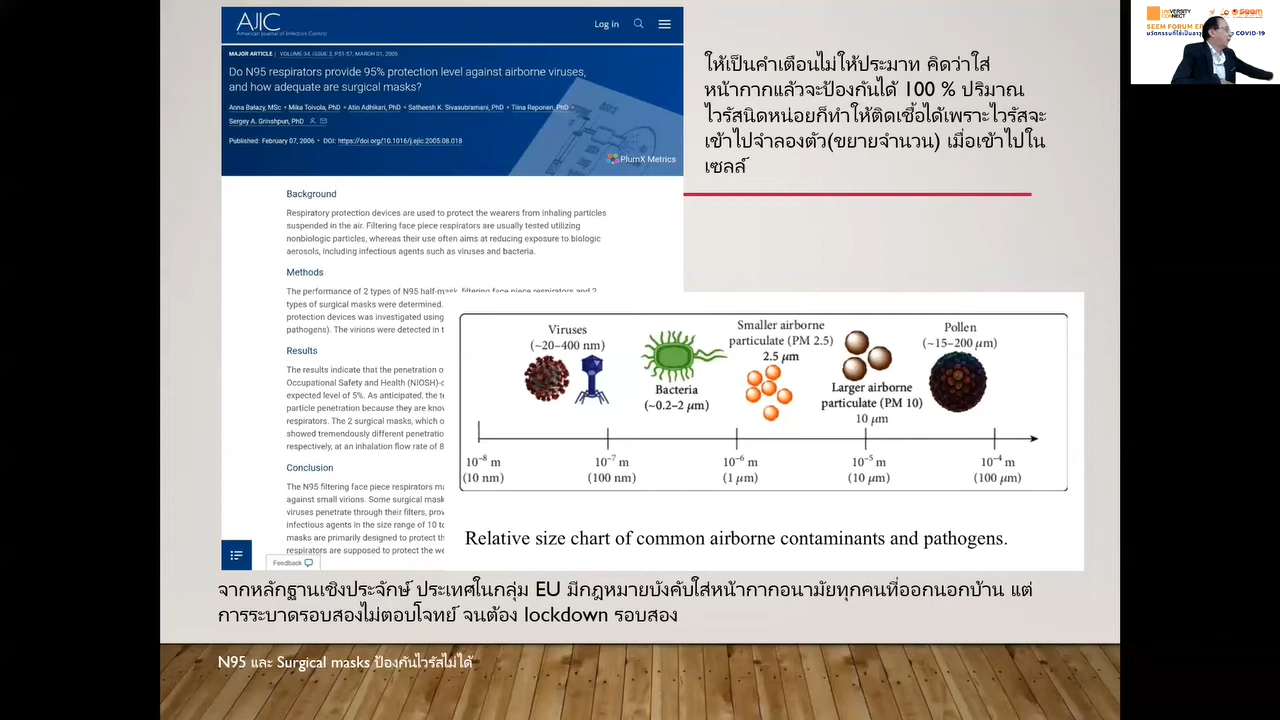 AJIC
American Journal of Infection Control
Log in
MAJOR ARTICLE | VOLUME 34, ISSUE 2, P51-57, MARCH 01, 2006
Do N95 respirators provide 95% protection level against airborne viruses,
and how adequate are surgical masks?
Anna Bałazy, MSc • Mika Toivola, PhD • Atin Adhikari, PhD • Satheesh K. Sivasubramani, PhD • Tiina Reponen, PhD •
Sergey A. Grinshpun, PhD
Published: February 07, 2006 • DOI: https://doi.org/10.1016/j.ajic.2005.08.018
PlumX Metrics
Background
Respiratory protection devices are used to protect the wearers from inhaling particles
suspended in the air. Filtering face piece respirators are usually tested utilizing
nonbiologic particles, whereas their use often aims at reducing exposure to biologic
aerosols, including infectious agents such as viruses and bacteria.
Methods
The performance of 2 types of N95 half-mask, filtering face piece respirators and 2
types of surgical masks were determined.
protection devices was investigated using
pathogens). The virions were detected in t
Results
The results indicate that the penetration o
Occupational Safety and Health (NIOSH)-c
expected level of 5%. As anticipated, the te
particle penetration because they are know
respirators. The 2 surgical masks, which o
showed tremendously different penetratio
respectively, at an inhalation flow rate of 8
Conclusion
The N95 filtering face piece respirators ma
against small virions. Some surgical mask
viruses penetrate through their filters, prov
infectious agents in the size range of 10 to
masks are primarily designed to protect th
respirators are supposed to protect the we
Feedback
ให้เป็นคำเตือนไม่ให้ประมาท คิดว่าใส่
หน้ากากแล้วจะป้องกันได้ 100 % ปริมาณ
ไวรัสนิดหน่อยก็ทำให้ติดเชื้อได้เพราะไวรัสจะ
เข้าไปจำลองตัว(ขยายจำนวน) เมื่อเข้าไปใน
เซลล์
UNIVERSITY
CONNECT
seem
COVID-19
Viruses
(~20–400 nm)
Bacteria
(~0.2–2 μm)
Smaller airborne
particulate (PM 2.5)
2.5 μm
Larger airborne
particulate (PM 10)
10 μm
Pollen
(~15–200 μm)
10⁻⁸ m
(10 nm)
10⁻⁷ m
(100 nm)
10⁻⁶ m
(1 μm)
10⁻⁵ m
(10 μm)
10⁻⁴ m
(100 μm)
Relative size chart of common airborne contaminants and pathogens.
จากหลักฐานเชิงประจักษ์ ประเทศในกลุ่ม EU มีกฎหมายบังคับใส่หน้ากากอนามัยทุกคนที่ออกนอกบ้าน แต่
การระบาดรอบสองไม่ตอบโจทย์ จนต้อง lockdown รอบสอง
N95 และ Surgical masks ป้องกันไวรัสไม่ได้